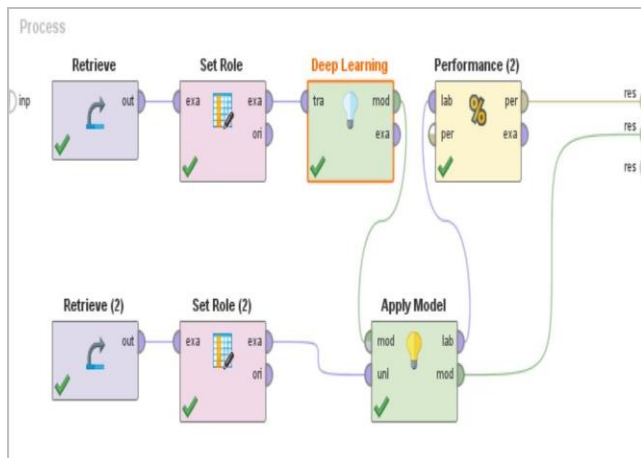 Process
Retrieve Set Role Deep Learning Performance (2)
inp out exa exa tra mod lab per res
ori exa per exa res
res
Retrieve (2) Set Role (2) Apply Model
out exa exa mod lab
ori unl mod